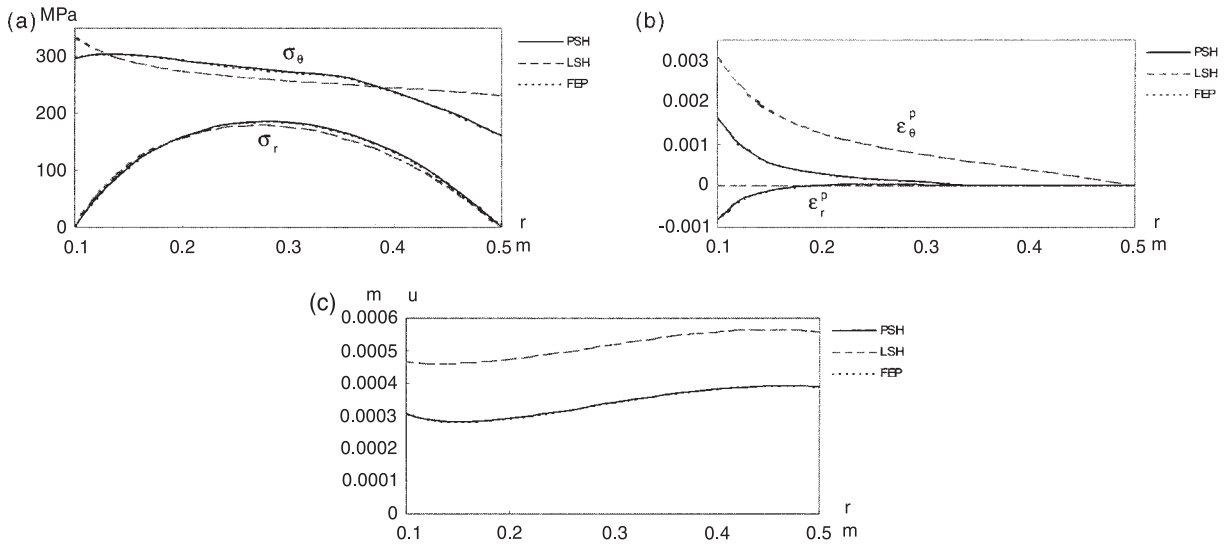 (a)
MPa
300
200
100
0
σθ
σr
0.1 0.2 0.3 0.4 0.5
r
m
PSH
LSH
FEP
(b)
0.003
0.002
0.001
0
-0.001
εθp
εrp
0.1 0.2 0.3 0.4 0.5
r
m
PSH
LSH
FEP
(c)
m u
0.0006
0.0005
0.0004
0.0003
0.0002
0.0001
0
0.1 0.2 0.3 0.4 0.5
r
m
PSH
LSH
FEP